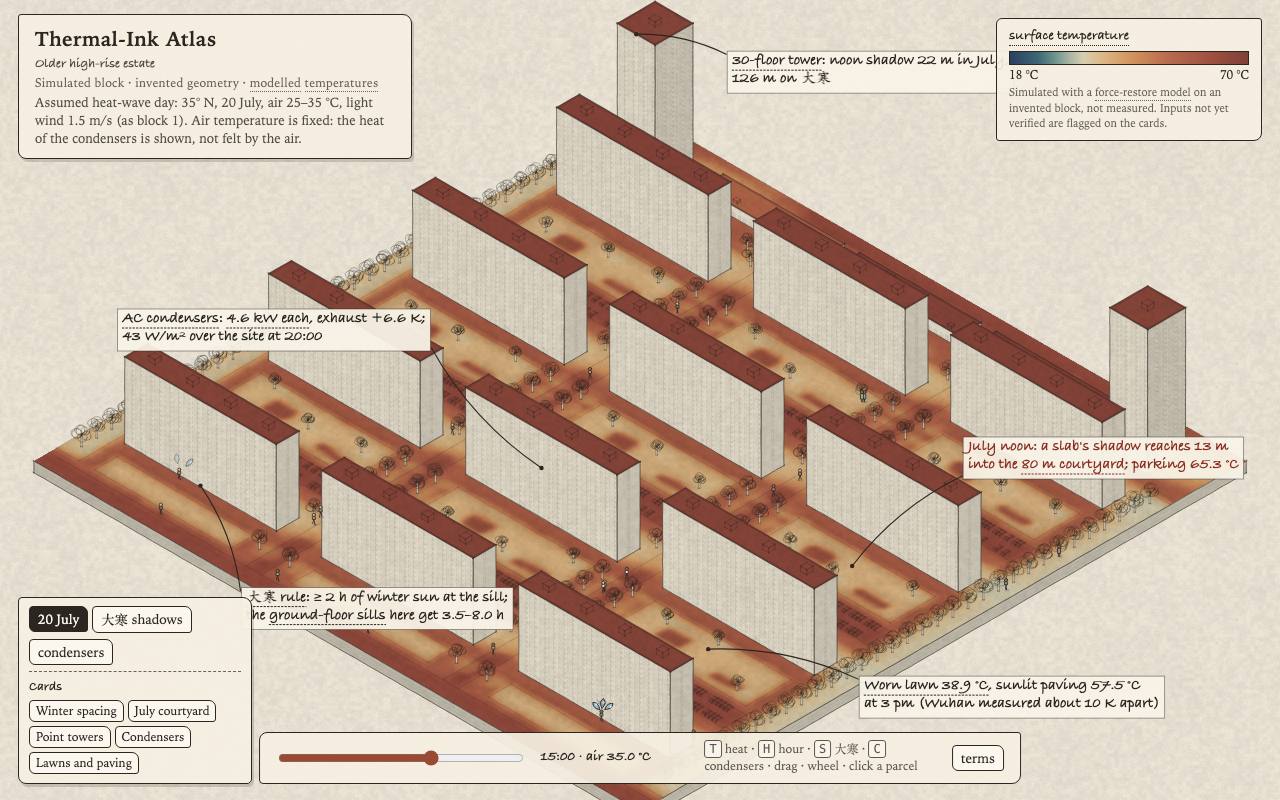 Thermal-Ink Atlas
Older high-rise estate
Simulated block · invented geometry · modelled temperatures
Assumed heat-wave day: 35° N, 20 July, air 25–35 °C, light
wind 1.5 m/s (as block 1). Air temperature is fixed: the heat
of the condensers is shown, not felt by the air.
30-floor tower: noon shadow 22 m in Jul
126 m on 大寒
surface temperature
18 °C 70 °C
Simulated with a force-restore model on an
invented block, not measured. Inputs not yet
verified are flagged on the cards.
AC condensers: 4.6 kW each, exhaust +6.6 K;
43 W/m² over the site at 20:00
July noon: a slab's shadow reaches 13 m
into the 80 m courtyard; parking 65.3 °C
大寒 rule: ≥ 2 h of winter sun at the sill;
he ground-floor sills here get 3.5–8.0 h
Worn lawn 38.9 °C, sunlit paving 57.5 °C
at 3 pm (Wuhan measured about 10 K apart)
20 July 大寒 shadows
condensers
Cards
Winter spacing July courtyard
Point towers Condensers
Lawns and paving
15:00 · air 35.0 °C
T heat · H hour · S 大寒 · C
condensers · drag · wheel · click a parcel
terms